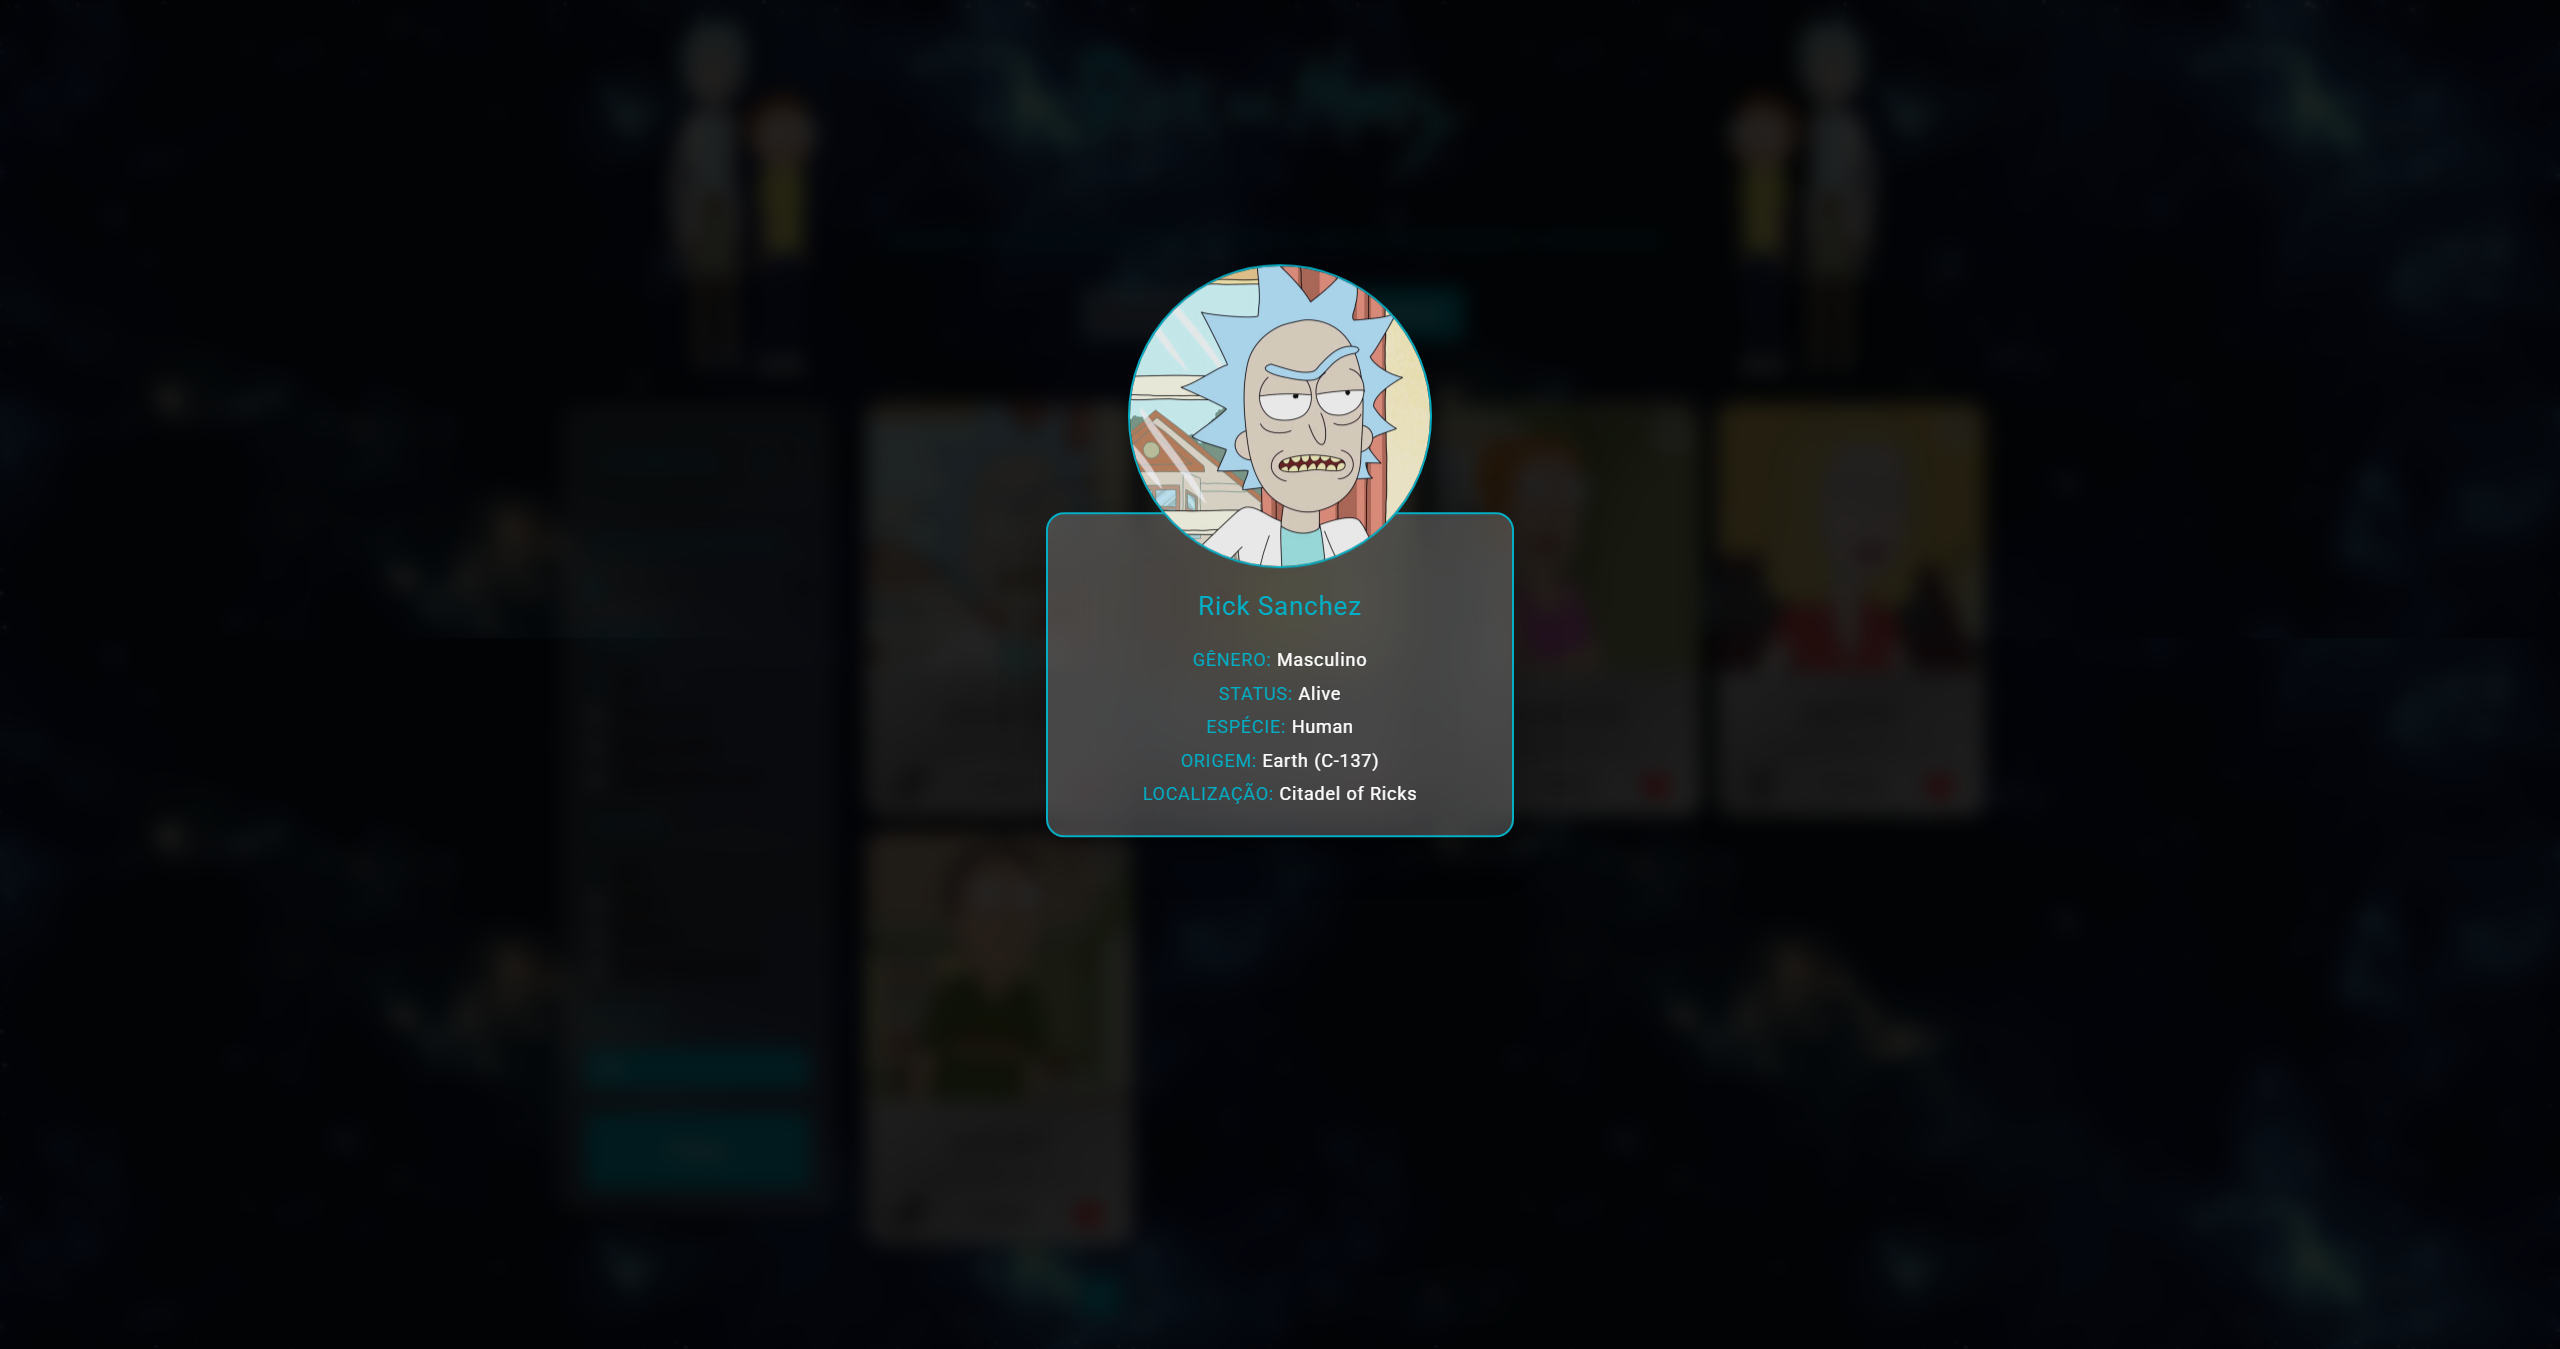 Rick Sanchez
GÊNERO: Masculino
STATUS: Alive
ESPÉCIE: Human
ORIGEM: Earth (C-137)
LOCALIZAÇÃO: Citadel of Ricks